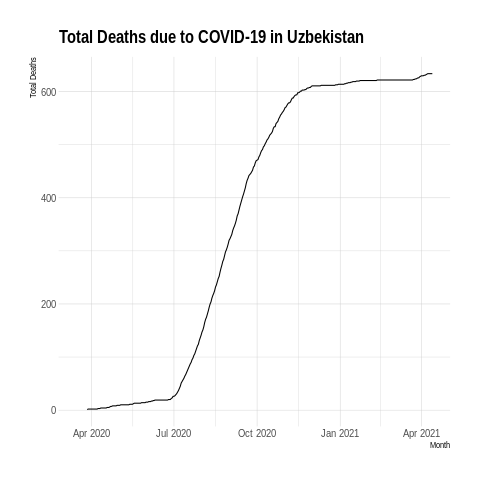 Total Deaths due to COVID-19 in Uzbekistan
Total Deaths
600
400
200
0
Apr 2020 Jul 2020 Oct 2020 Jan 2021 Apr 2021
Month